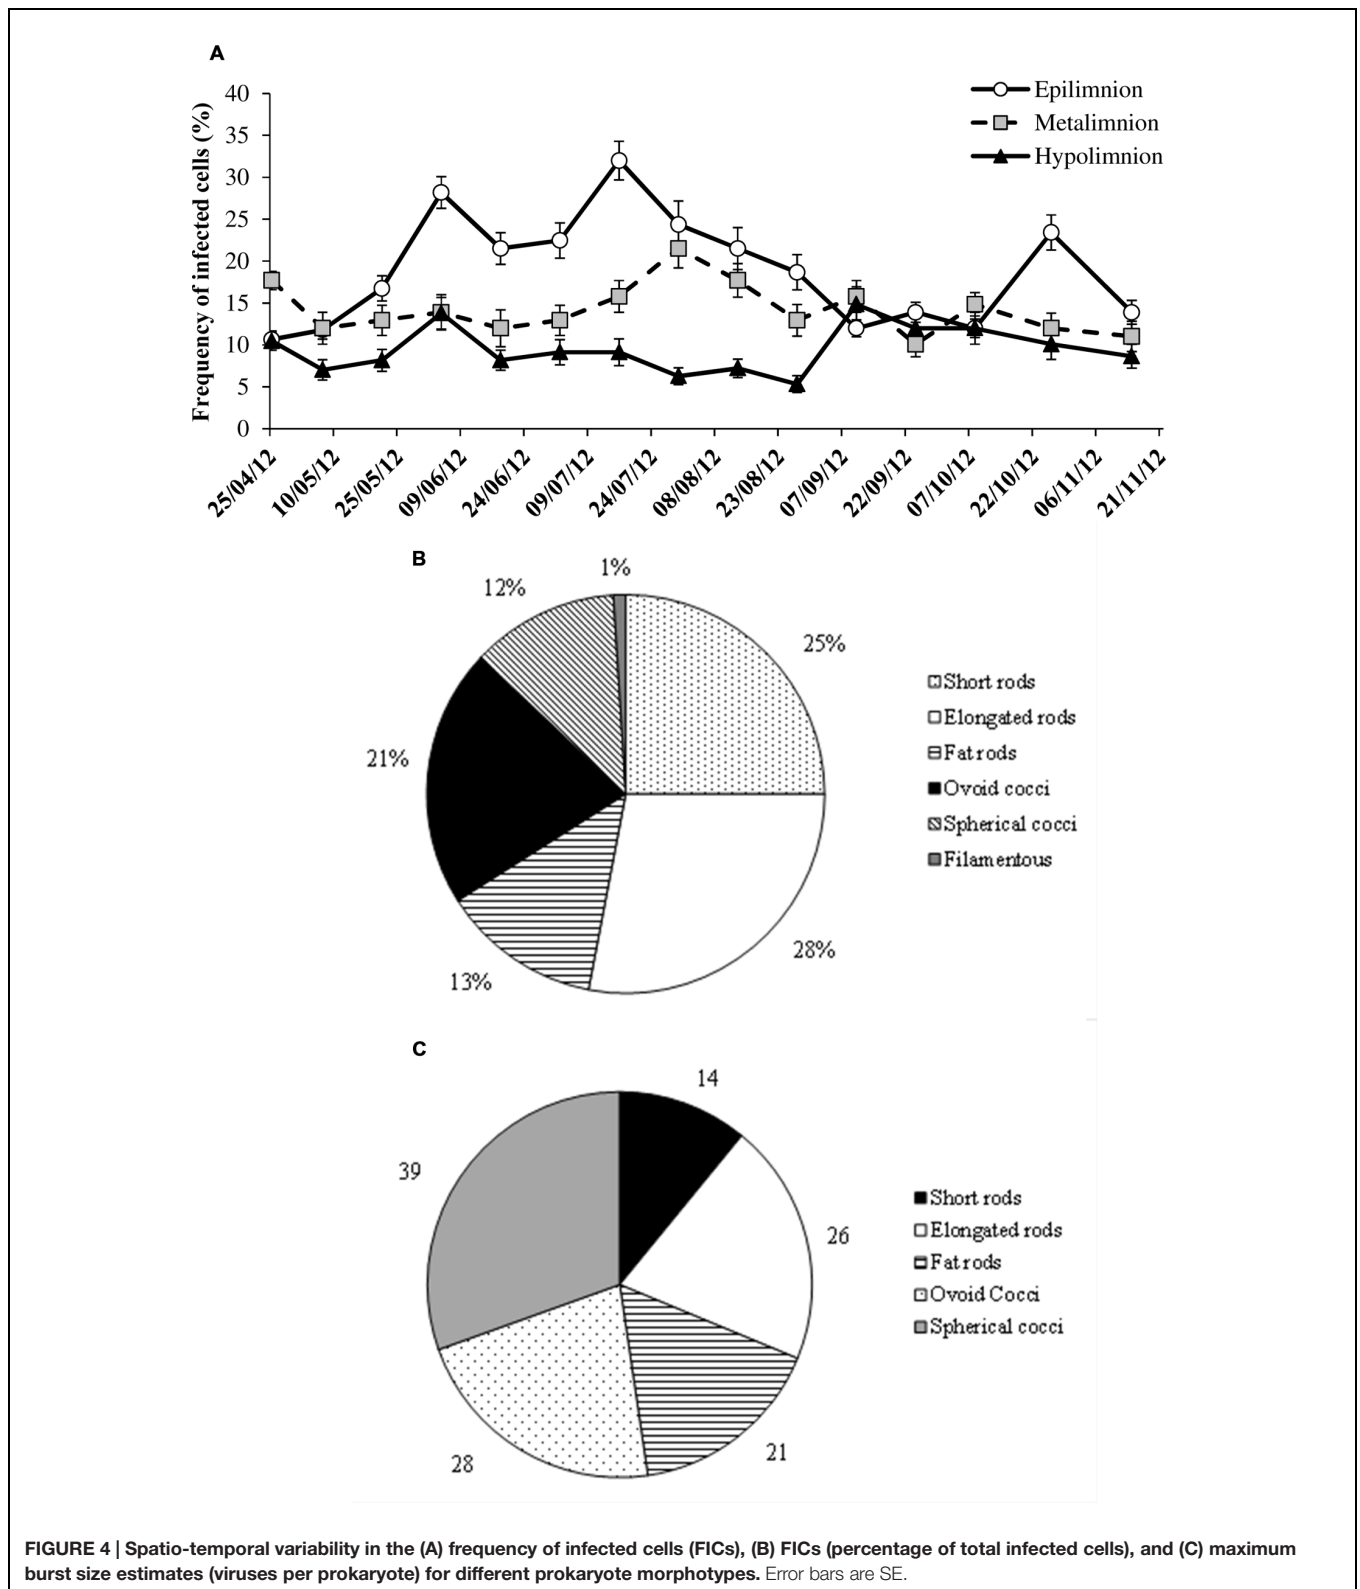 A
Frequency of infected cells (%)
40
35
30
25
20
15
10
5
0
Epilimnion
Metalimnion
Hypolimnion
25/04/12
10/05/12
25/05/12
09/06/12
24/06/12
09/07/12
24/07/12
08/08/12
23/08/12
07/09/12
22/09/12
07/10/12
22/10/12
06/11/12
21/11/12
B
1%
12%
25%
21%
28%
13%
Short rods
Elongated rods
Fat rods
Ovoid cocci
Spherical cocci
Filamentous
C
14
39
26
28
21
Short rods
Elongated rods
Fat rods
Ovoid Cocci
Spherical cocci
FIGURE 4 | Spatio-temporal variability in the (A) frequency of infected cells (FICs), (B) FICs (percentage of total infected cells), and (C) maximum
burst size estimates (viruses per prokaryote) for different prokaryote morphotypes. Error bars are SE.